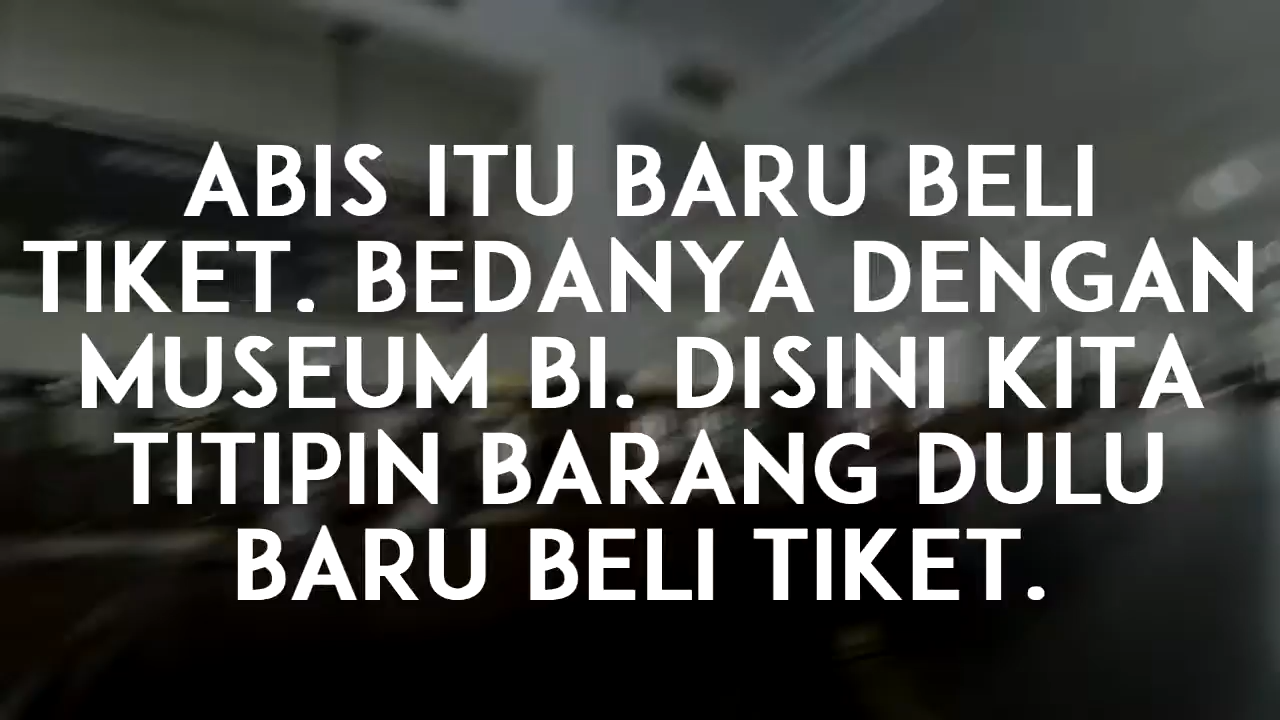 ABIS ITU BARU BELI
TIKET. BEDANYA DENGAN
MUSEUM BI. DISINI KITA
TITIPIN BARANG DULU
BARU BELI TIKET.